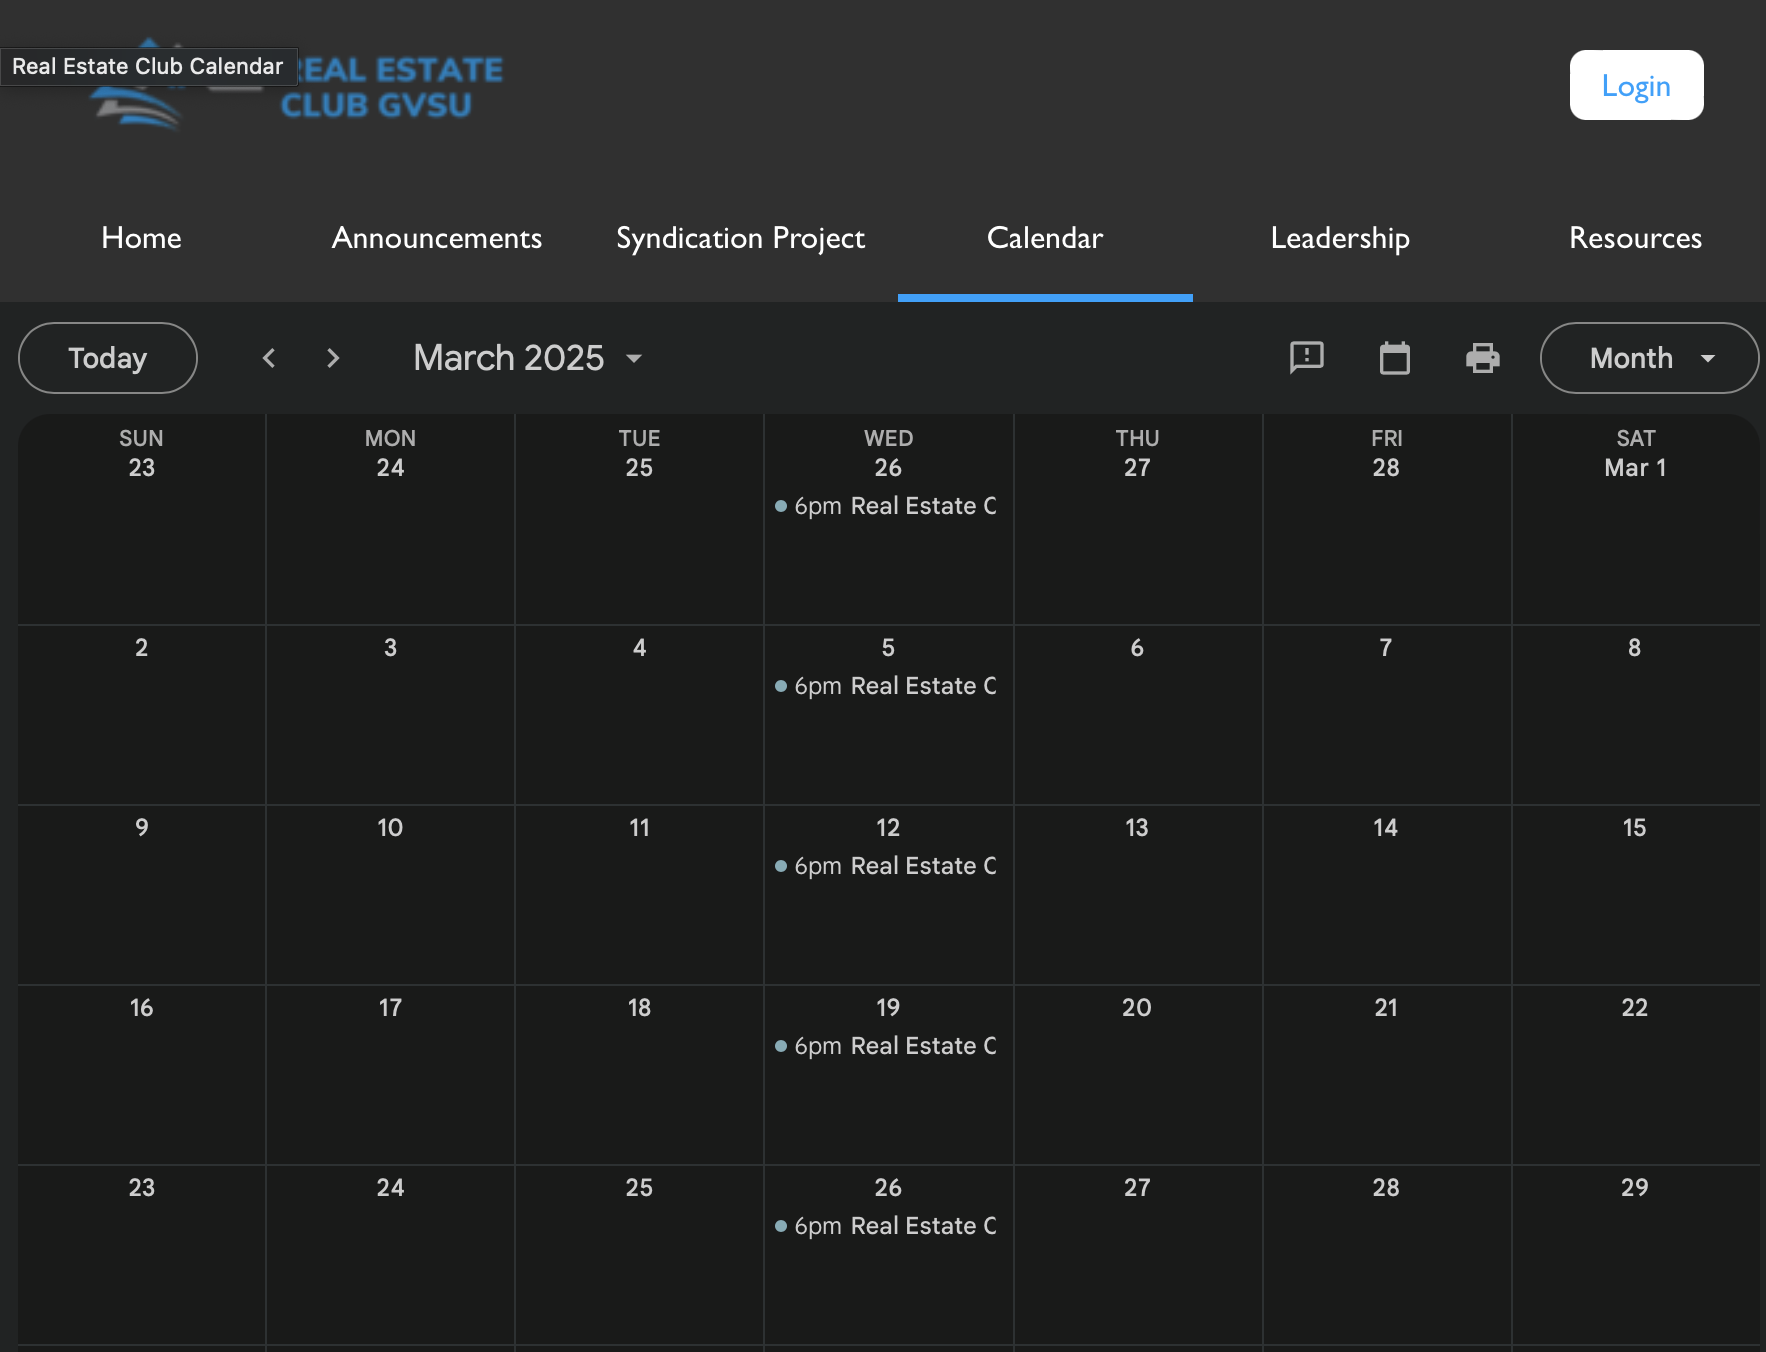 Real Estate Club Calendar
REAL ESTATE
CLUB GVSU
Login
Home Announcements Syndication Project Calendar Leadership Resources
Today March 2025 Month
SUN MON TUE WED THU FRI SAT
23 24 25 26 27 28 Mar 1
6pm Real Estate C
2 3 4 5 6 7 8
6pm Real Estate C
9 10 11 12 13 14 15
6pm Real Estate C
16 17 18 19 20 21 22
6pm Real Estate C
23 24 25 26 27 28 29
6pm Real Estate C